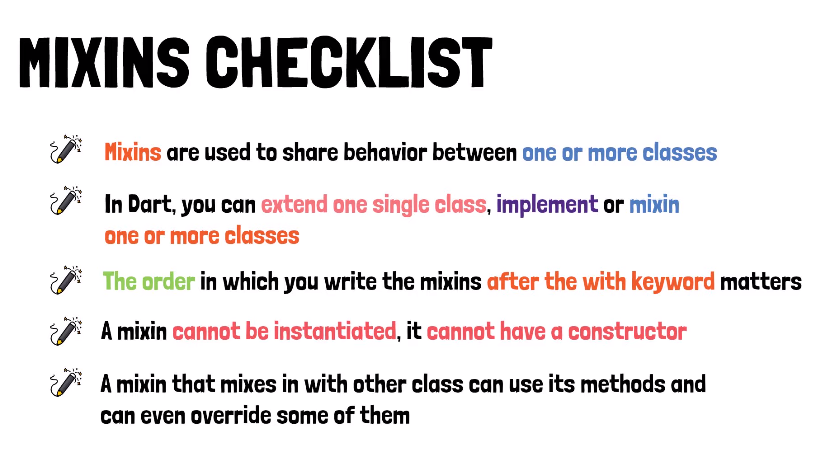 MIXINS CHECKLIST
Mixins are used to share behavior between one or more classes
In Dart, you can extend one single class, implement or mixin
one or more classes
The order in which you write the mixins after the with keyword matters
A mixin cannot be instantiated, it cannot have a constructor
A mixin that mixes in with other class can use its methods and
can even override some of them